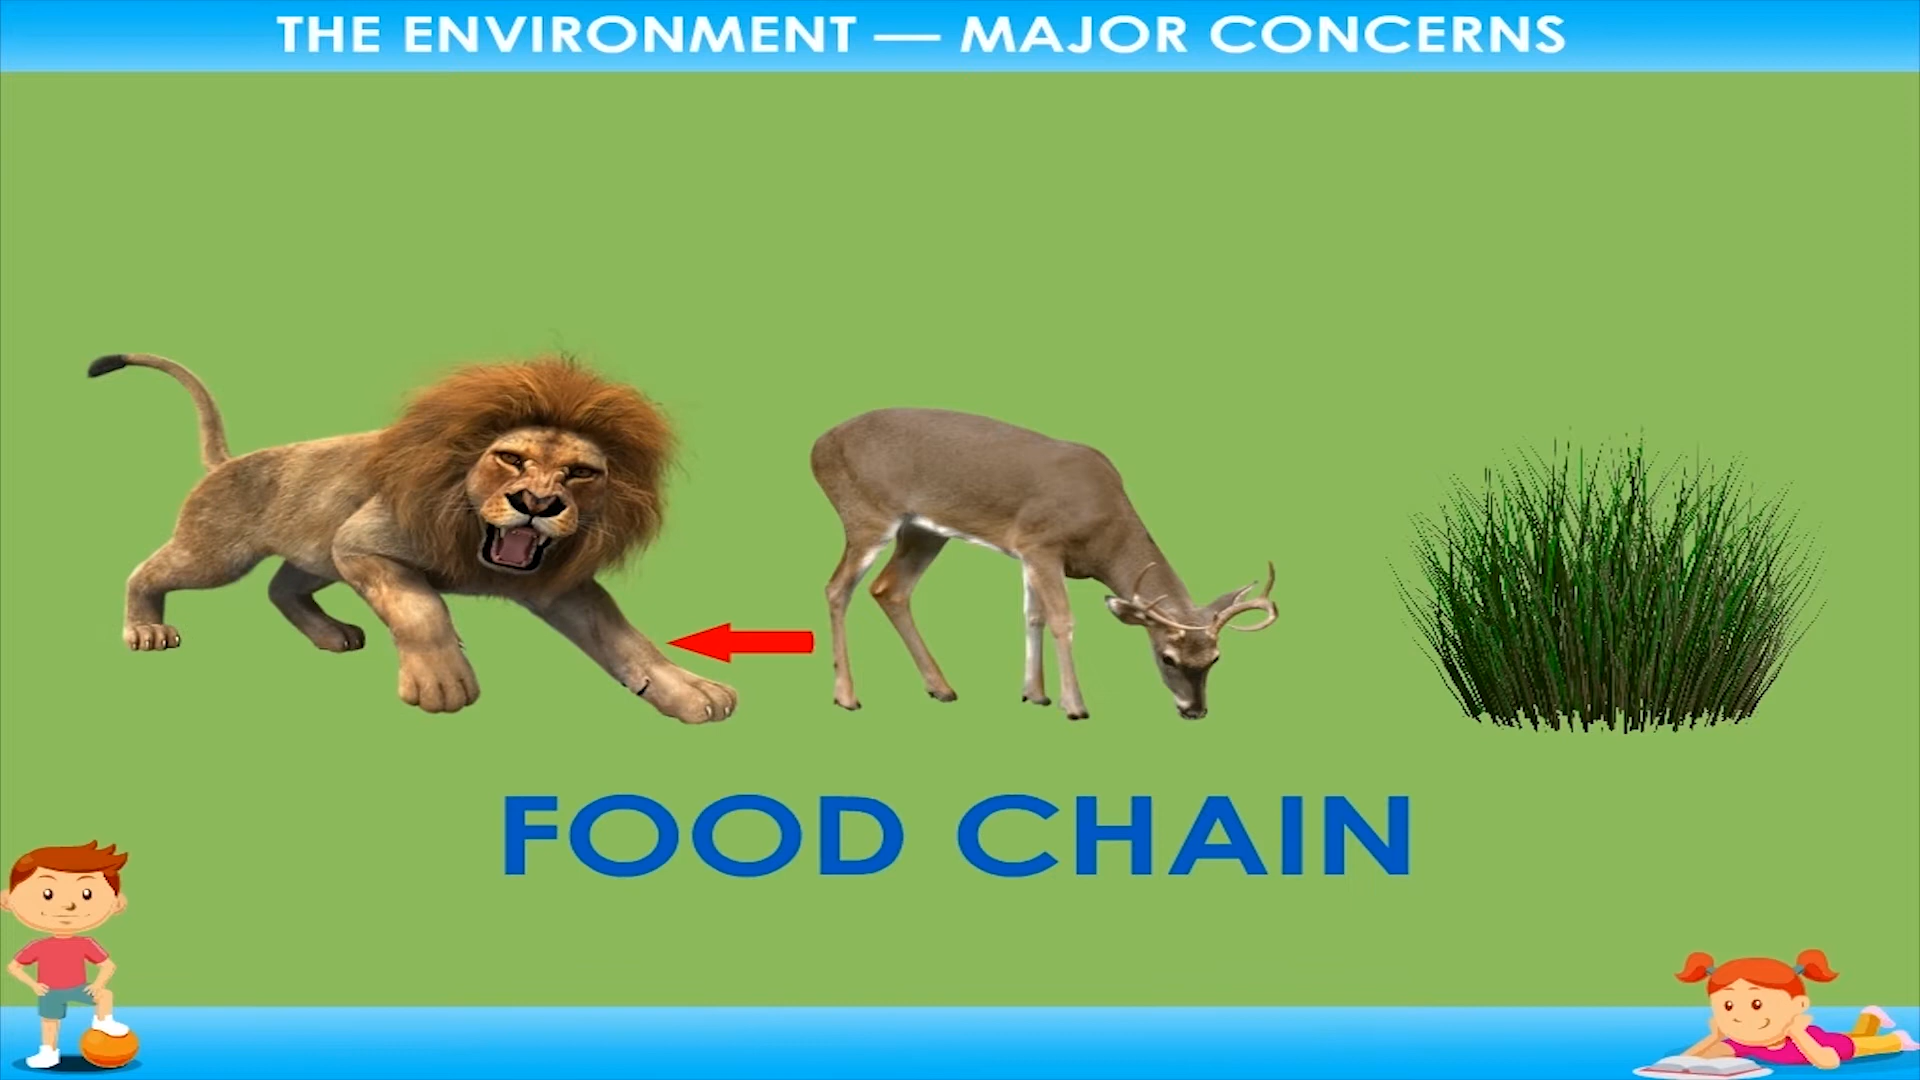 THE ENVIRONMENT — MAJOR CONCERNS
FOOD CHAIN